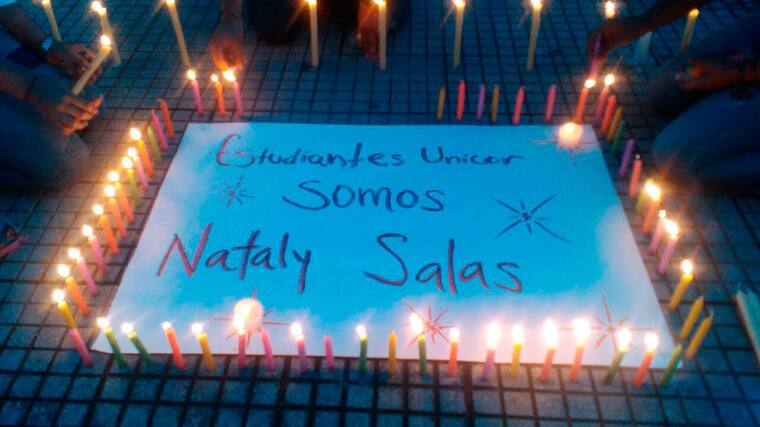 Estudiantes Unicor
Somos
Nataly Salas